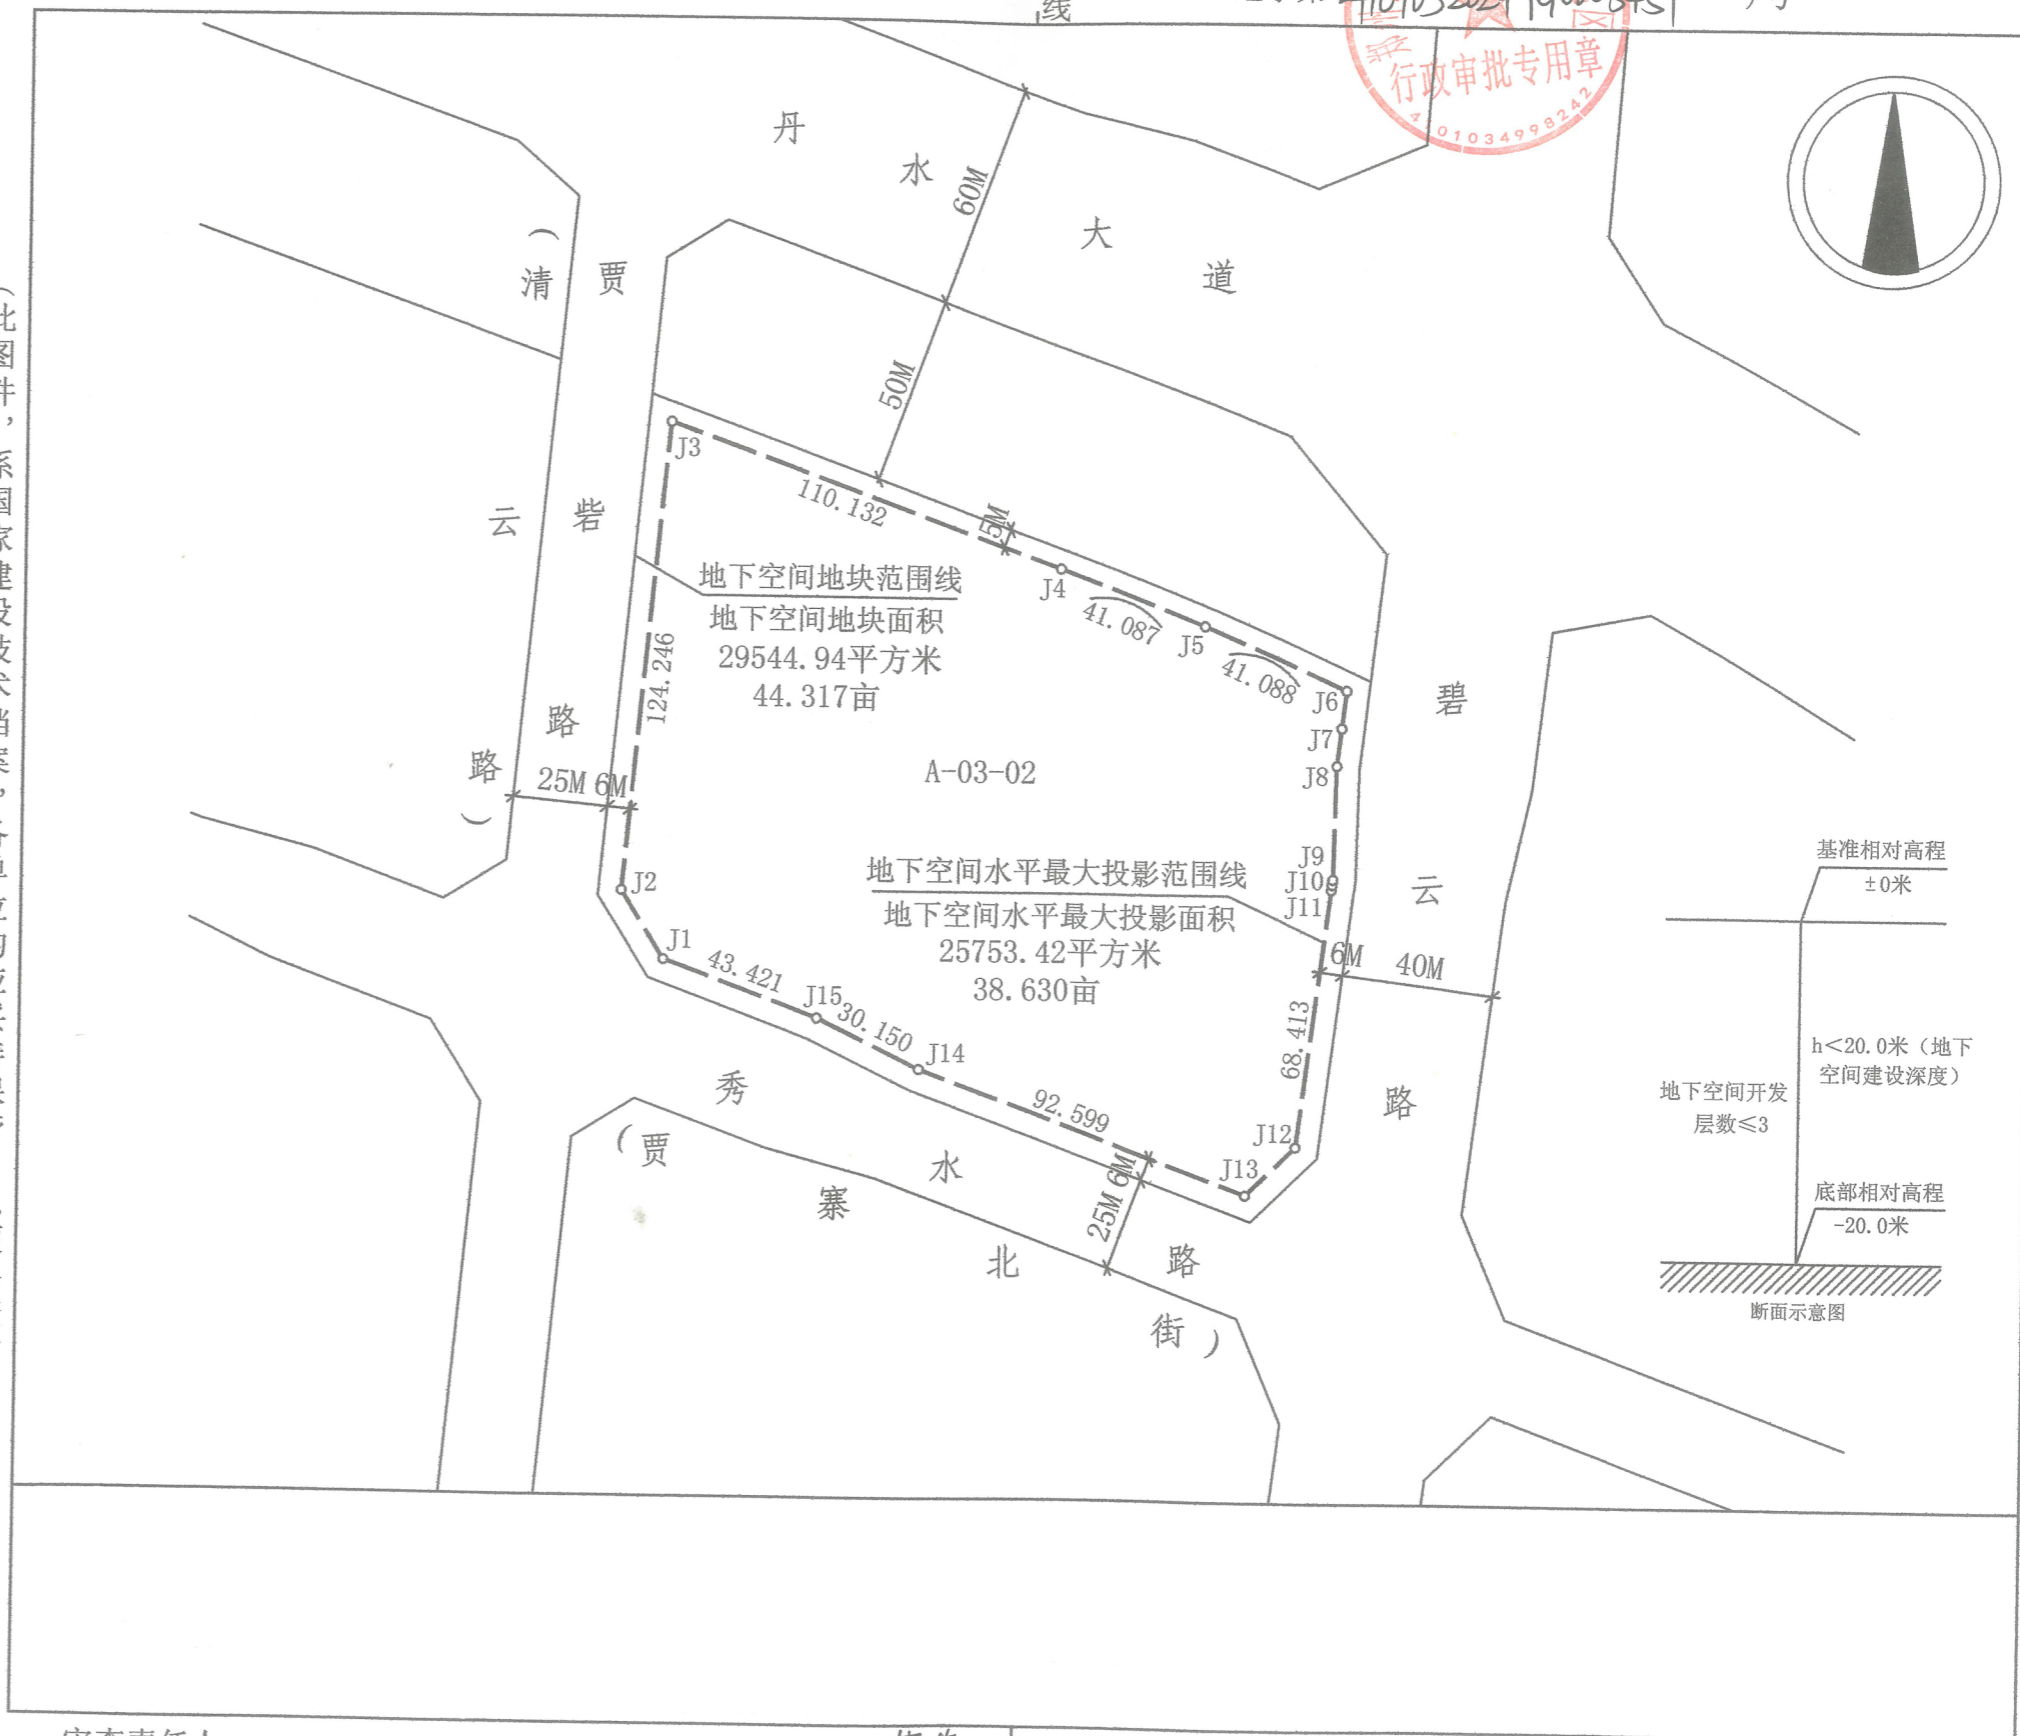 线
行政审批专用章
4101034998242
丹水大道
60M
50M
贾砦路
(清云路)
J3
110.132
5M
J4
41.087
J5
41.088
J6
J7
J8
地下空间地块范围线
地下空间地块面积
29544.94平方米
44.317亩
124.246
A-03-02
25M 6M
碧云路
J9
J10
J11
地下空间水平最大投影范围线
地下空间水平最大投影面积
25753.42平方米
38.630亩
6M 40M
68.413
J2
J1
43.421
J15
30.150
J14
92.599
J12
J13
25M 6M
秀水路
(贾寨北街)
基准相对高程
±0米
h＜20.0米（地下
空间建设深度）
地下空间开发
层数≤3
底部相对高程
-20.0米
断面示意图